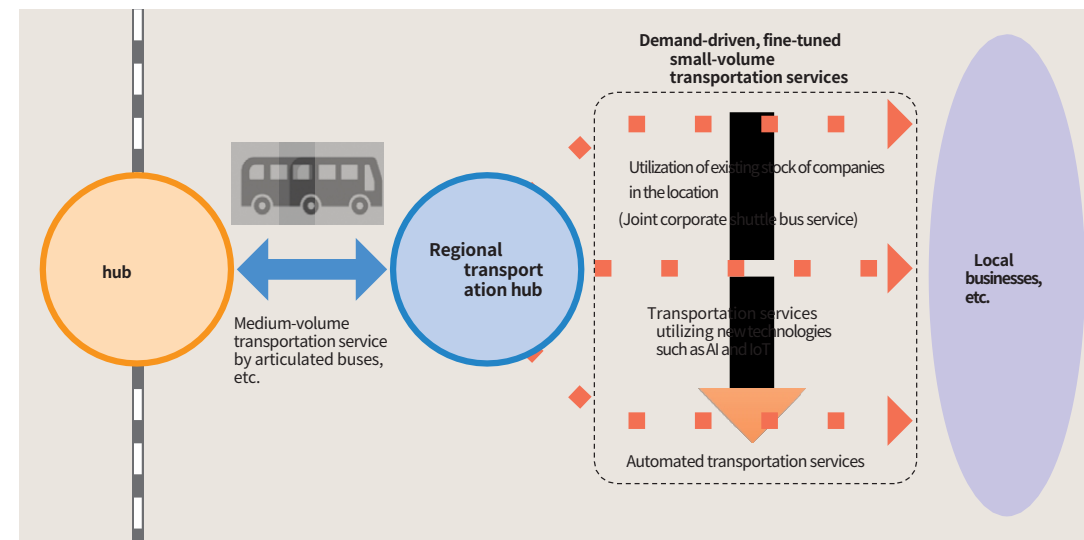 Demand-driven, fine-tuned
small-volume
transportation services
Utilization of existing stock of companies
in the location
(Joint corporate shuttle bus service)
hub
Regional
transport
ation hub
Medium-volume
transportation service
by articulated buses,
etc.
Transportation services
utilizing new technologies
such as AI and IoT
Automated transportation services
Local
businesses,
etc.